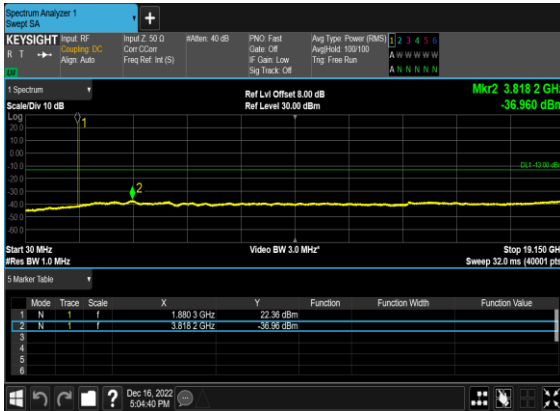 Spectrum Analyzer 1
Swept SA
KEYSIGHT Input: RF Input Z: 50 Ω #Atten: 40 dB PNO: Fast Avg Type: Power (RMS) 1 2 3 4 5 6
R T Coupling: DC Corr CCorr Gate: Off Avg|Hold: 100/100 A W W W W W
Align: Auto Freq Ref: Int (S) IF Gain: Low Trig: Free Run
Sig Track: Off A N N N N N
1 Spectrum
Ref Lvl Offset 8.00 dB Mkr2 3.818 2 GHz
Scale/Div 10 dB Ref Level 30.00 dBm -36.960 dBm
Log
20.0
10.0
0.00
-10.0
-20.0
-30.0
-40.0
-50.0
-60.0
1
2
DL1 -13.00 dBm
Start 30 MHz Video BW 3.0 MHz* Stop 19.150 GHz
#Res BW 1.0 MHz Sweep 32.0 ms (40001 pts)
5 Marker Table
Mode Trace Scale X Y Function Function Width Function Value
1 N 1 f 1.880 3 GHz 22.36 dBm
2 N 1 f 3.818 2 GHz -36.96 dBm
3
4
5
6
? Dec 16, 2022
5:04:40 PM